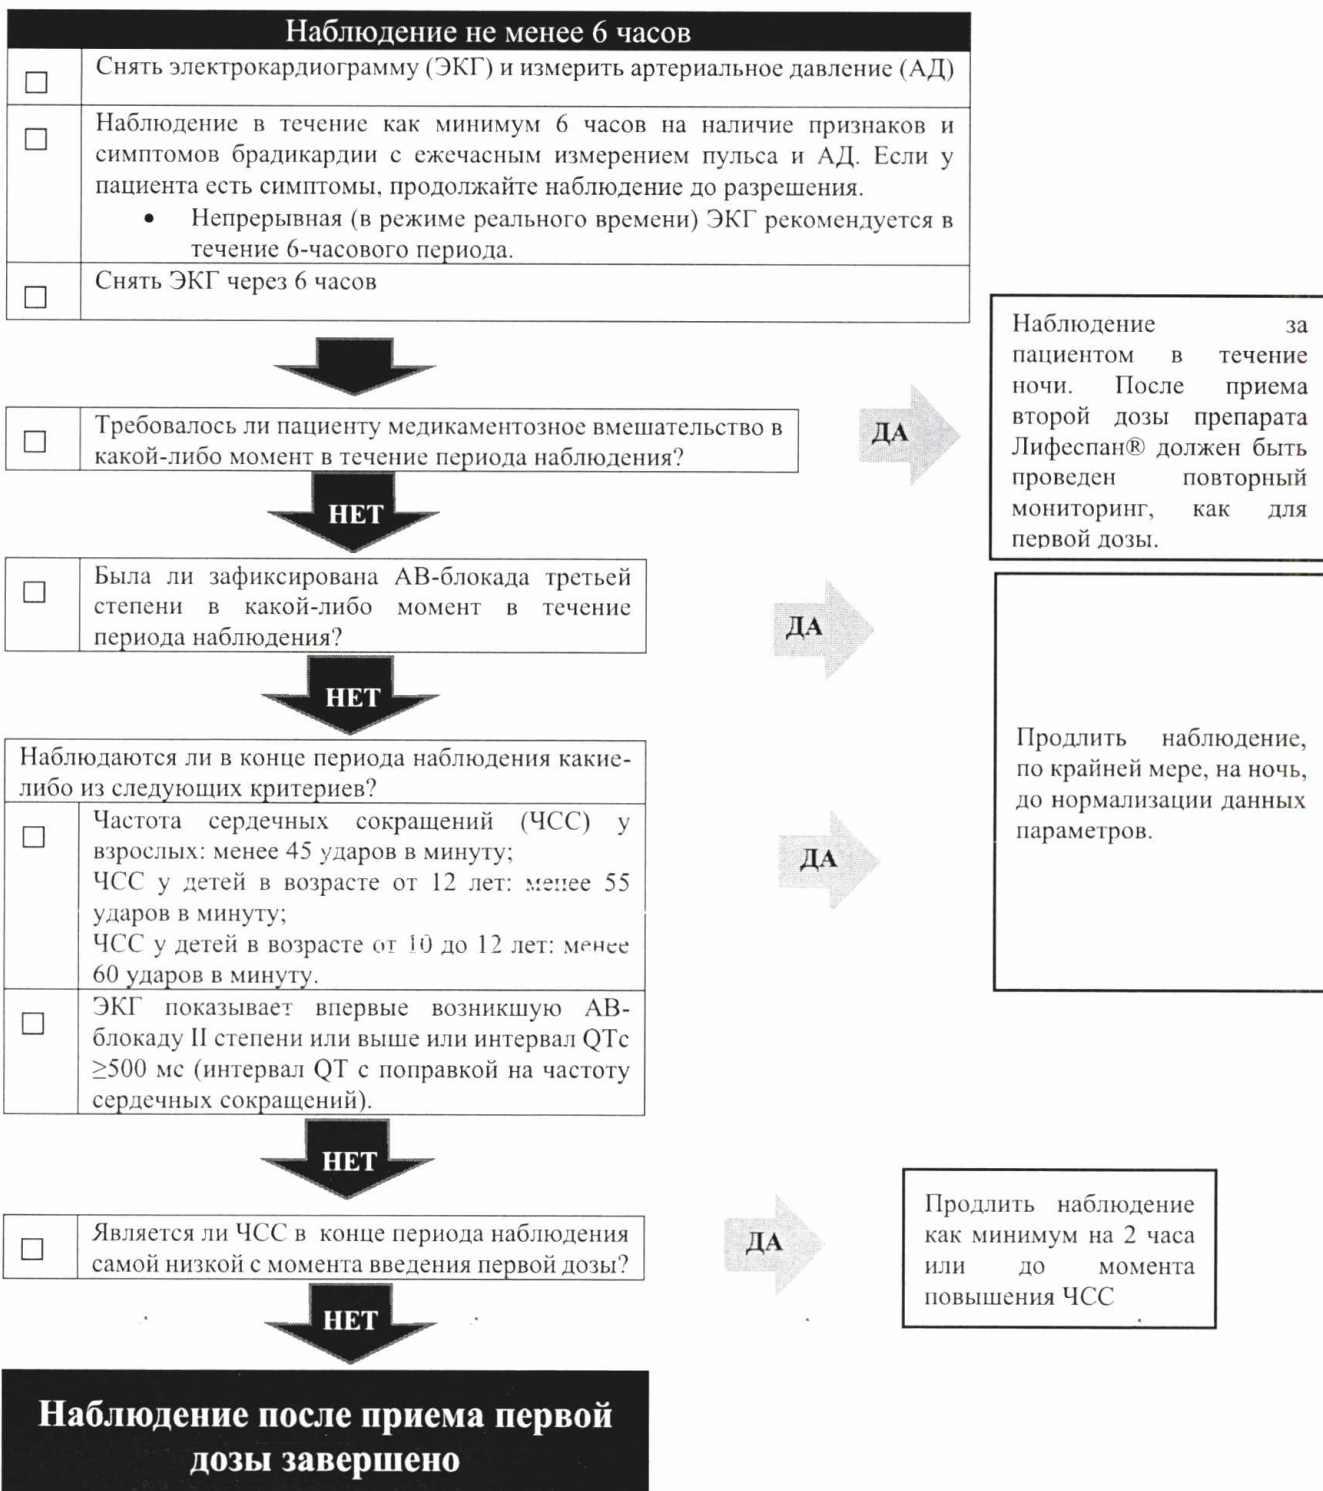 Наблюдение не менее 6 часов
Снять электрокардиограмму (ЭКГ) и измерить артериальное давление (АД)
Наблюдение в течение как минимум 6 часов на наличие признаков и
симптомов брадикардии с ежечасным измерением пульса и АД. Если у
пациента есть симптомы, продолжайте наблюдение до разрешения.
• Непрерывная (в режиме реального времени) ЭКГ рекомендуется в
течение 6-часового периода.
Снять ЭКГ через 6 часов
Требовалось ли пациенту медикаментозное вмешательство в
какой-либо момент в течение периода наблюдения?
ДА
Наблюдение за
пациентом в течение
ночи. После приема
второй дозы препарата
Лифеспан® должен быть
проведен повторный
мониторинг, как для
первой дозы.
НЕТ
Была ли зафиксирована АВ-блокада третьей
степени в какой-либо момент в течение
периода наблюдения?
ДА
НЕТ
Наблюдаются ли в конце периода наблюдения какие-
либо из следующих критериев?
Частота сердечных сокращений (ЧСС) у
взрослых: менее 45 ударов в минуту;
ЧСС у детей в возрасте от 12 лет: менее 55
ударов в минуту;
ЧСС у детей в возрасте от 10 до 12 лет: менее
60 ударов в минуту.
ЭКГ показывает впервые возникшую АВ-
блокаду II степени или выше или интервал QTc
≥500 мс (интервал QT с поправкой на частоту
сердечных сокращений).
ДА
Продлить наблюдение,
по крайней мере, на ночь,
до нормализации данных
параметров.
НЕТ
Является ли ЧСС в конце периода наблюдения
самой низкой с момента введения первой дозы?
ДА
Продлить наблюдение
как минимум на 2 часа
или до момента
повышения ЧСС
НЕТ
Наблюдение после приема первой
дозы завершено